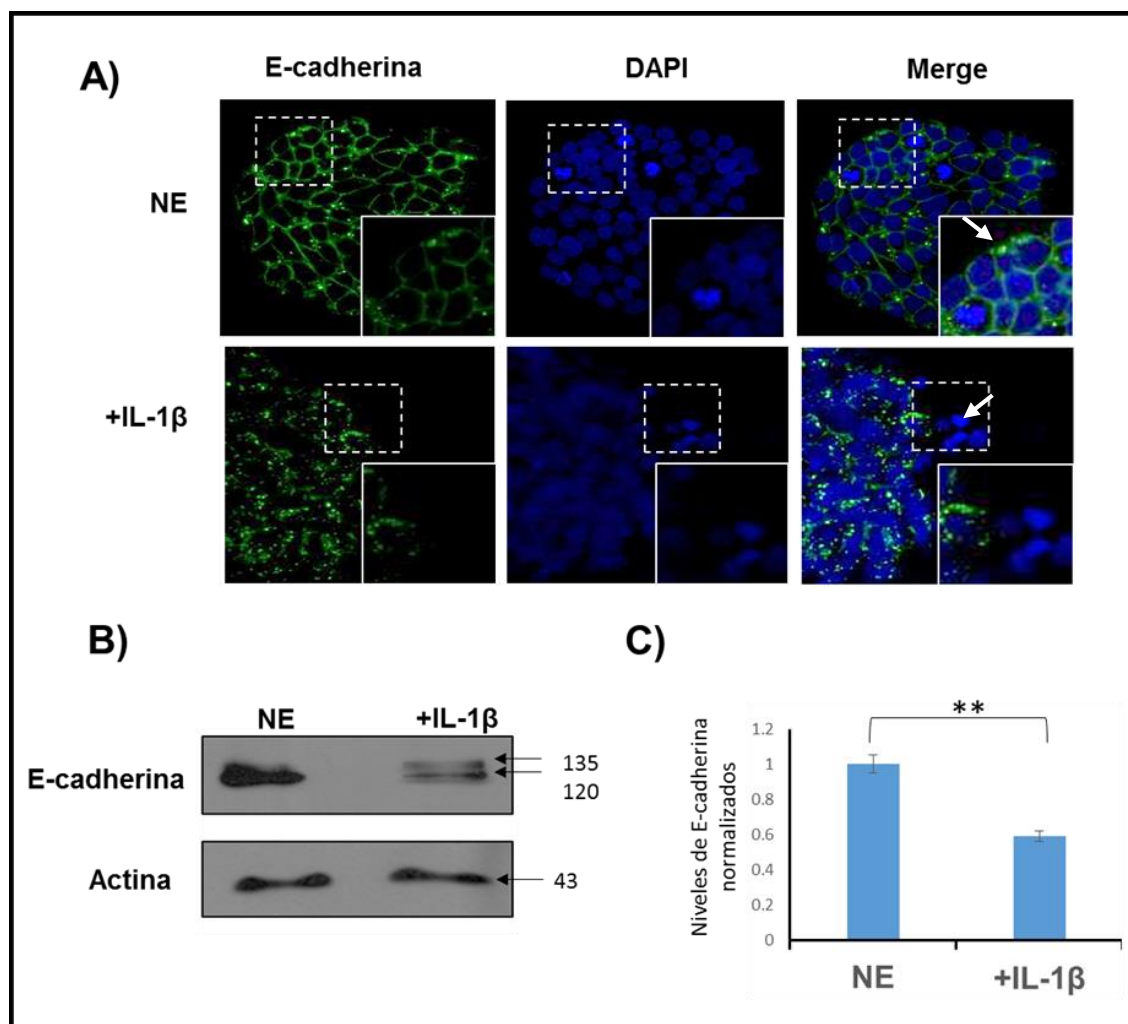 A)
E-cadherina DAPI Merge
NE
+IL-1β
B)
NE +IL-1β
E-cadherina
135
120
Actina
43
C)
**
Niveles de E-cadherina
normalizados
1.2
1
0.8
0.6
0.4
0.2
0
NE +IL-1β